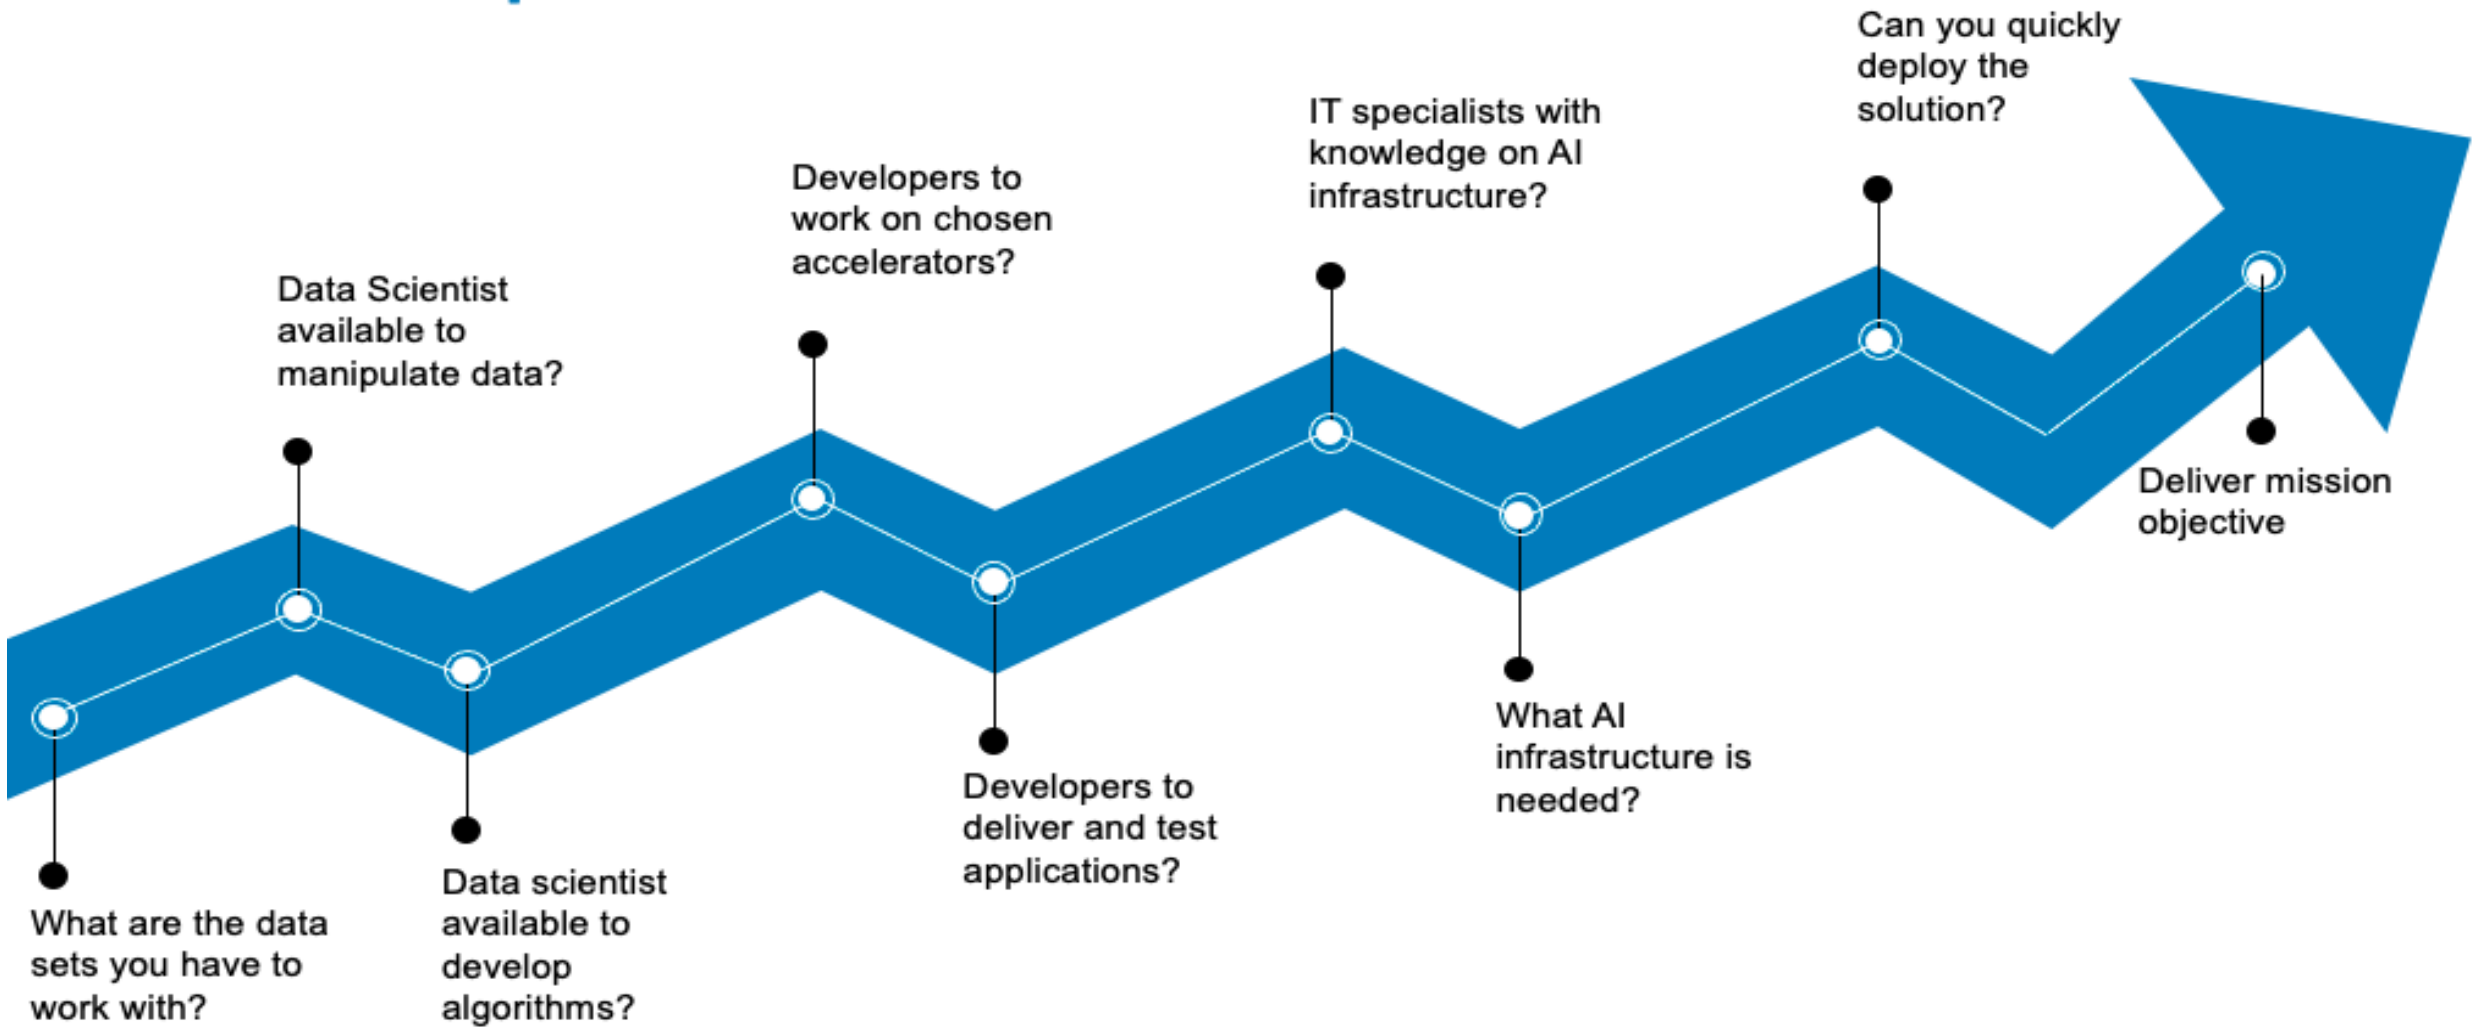 What are the data
sets you have to
work with?
Data Scientist
available to
manipulate data?
Data scientist
available to
develop
algorithms?
Developers to
work on chosen
accelerators?
Developers to
deliver and test
applications?
IT specialists with
knowledge on AI
infrastructure?
What AI
infrastructure is
needed?
Can you quickly
deploy the
solution?
Deliver mission
objective